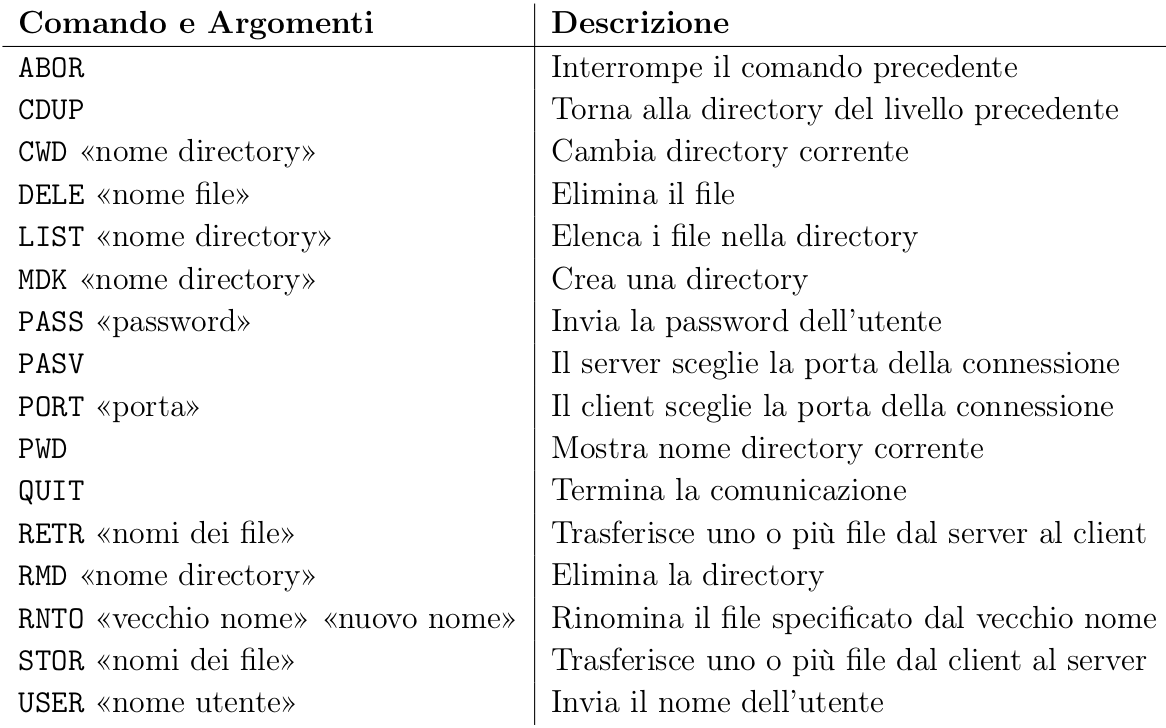 Comando e Argomenti Descrizione
ABOR Interrompe il comando precedente
CDUP Torna alla directory del livello precedente
CWD «nome directory» Cambia directory corrente
DELE «nome file» Elimina il file
LIST «nome directory» Elenca i file nella directory
MDK «nome directory» Crea una directory
PASS «password» Invia la password dell'utente
PASV Il server sceglie la porta della connessione
PORT «porta» Il client sceglie la porta della connessione
PWD Mostra nome directory corrente
QUIT Termina la comunicazione
RETR «nomi dei file» Trasferisce uno o più file dal server al client
RMD «nome directory» Elimina la directory
RNTO «vecchio nome» «nuovo nome» Rinomina il file specificato dal vecchio nome
STOR «nomi dei file» Trasferisce uno o più file dal client al server
USER «nome utente» Invia il nome dell'utente